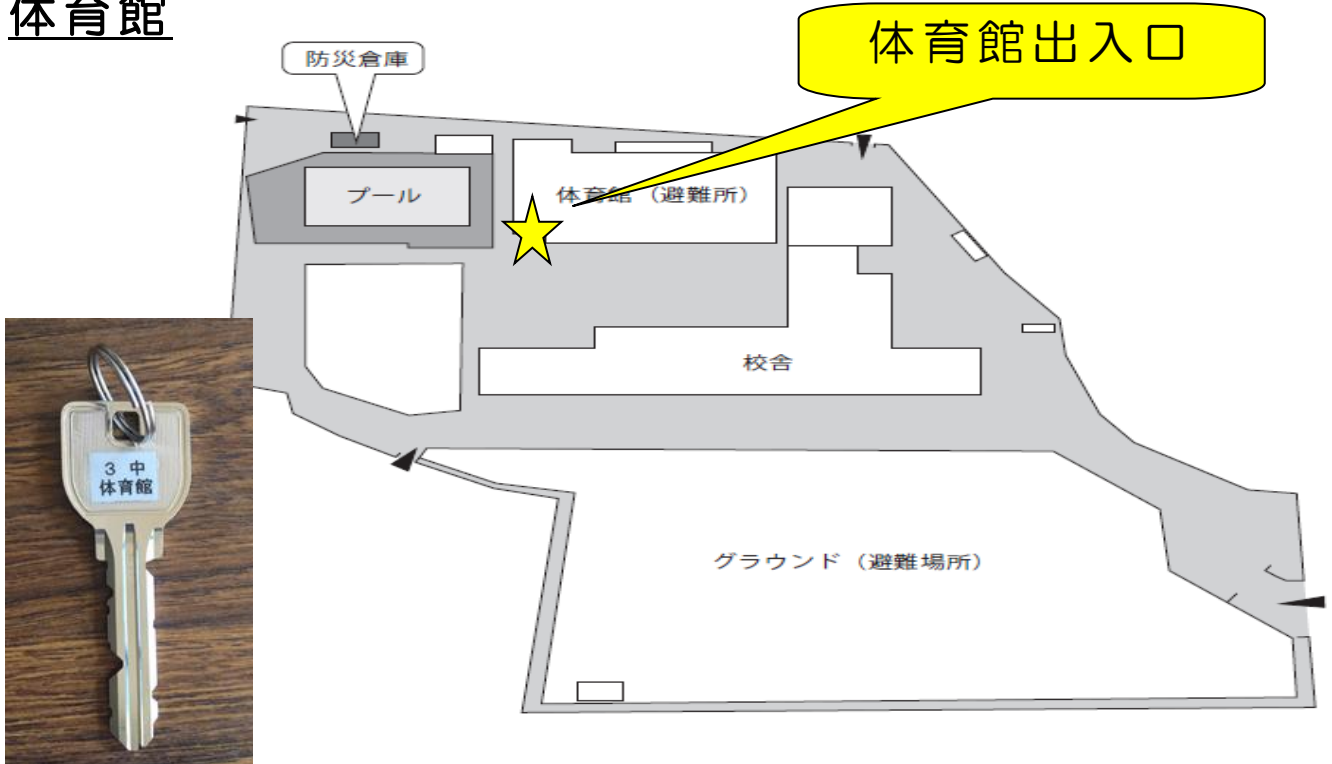 体育館
体育館出入口
防災倉庫
プール
体育館（避難所）
校舎
3 中
体育館
グラウンド（避難場所）